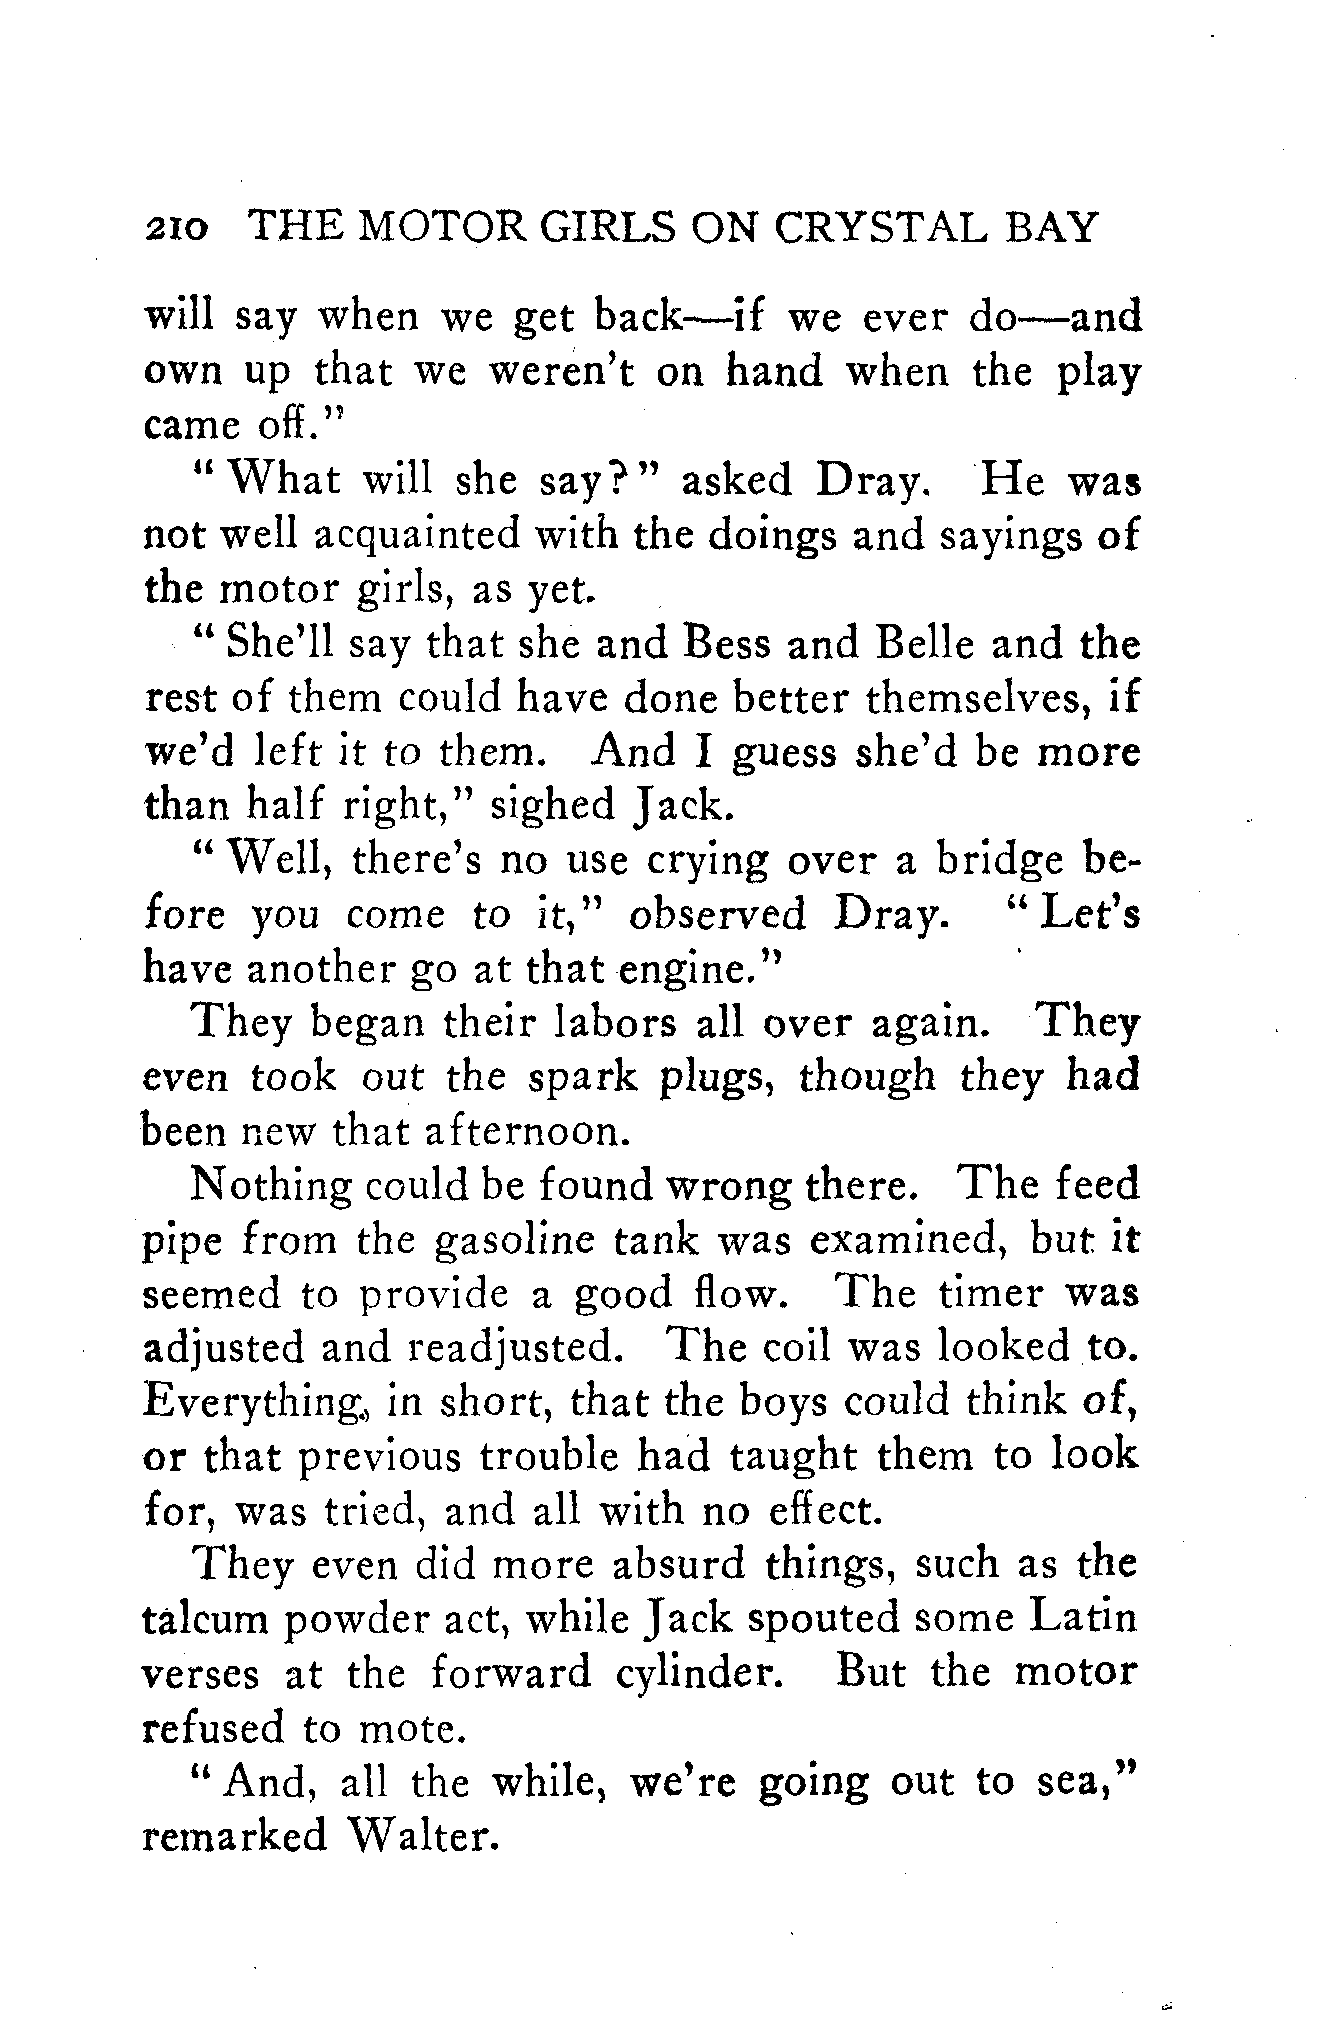 210 THE MOTOR GIRLS ON CRYSTAL BAY
will say when we get back—if we ever do—and
own up that we weren't on hand when the play
came off."
" What will she say? " asked Dray. He was
not well acquainted with the doings and sayings of
the motor girls, as yet.
" She'll say that she and Bess and Belle and the
rest of them could have done better themselves, if
we'd left it to them. And I guess she'd be more
than half right," sighed Jack.
" Well, there's no use crying over a bridge be-
fore you come to it," observed Dray. " Let's
have another go at that engine."
They began their labors all over again. They
even took out the spark plugs, though they had
been new that afternoon.
Nothing could be found wrong there. The feed
pipe from the gasoline tank was examined, but it
seemed to provide a good flow. The timer was
adjusted and readjusted. The coil was looked to.
Everything, in short, that the boys could think of,
or that previous trouble had taught them to look
for, was tried, and all with no effect.
They even did more absurd things, such as the
talcum powder act, while Jack spouted some Latin
verses at the forward cylinder. But the motor
refused to mote.
" And, all the while, we're going out to sea,"
remarked Walter.